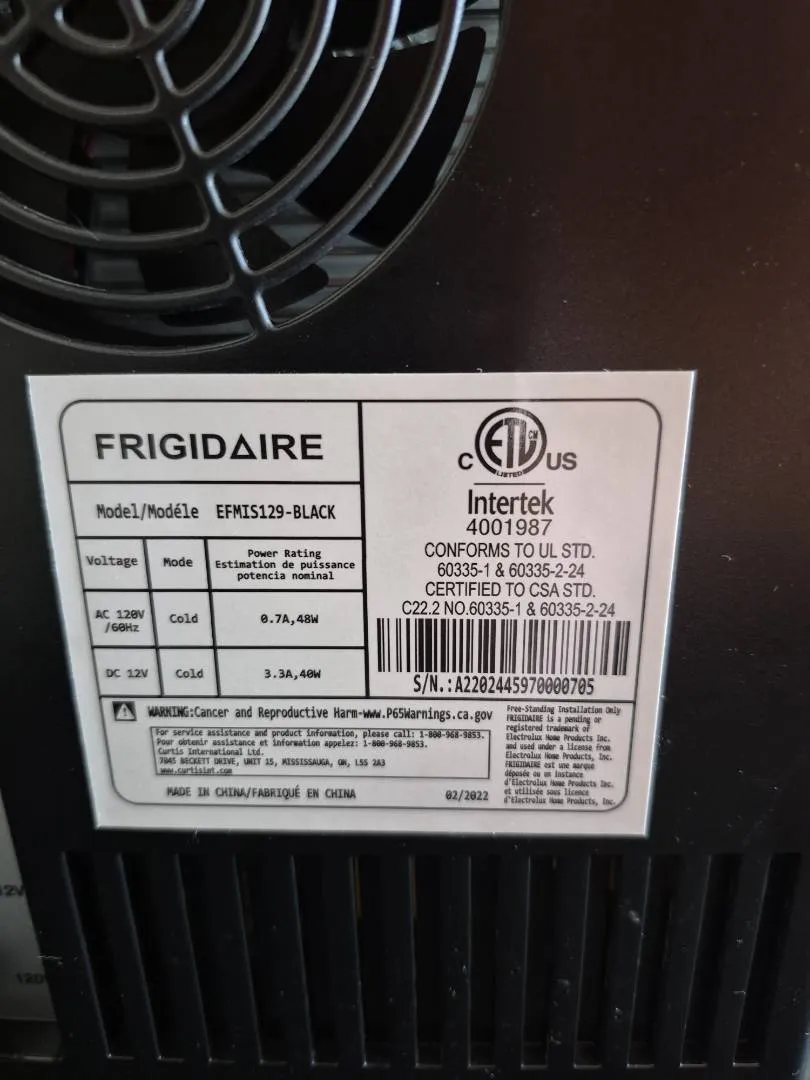 FRIGIDAIRE
Model/Modéle EFMIS129-BLACK
Voltage
Mode
Power Rating
Estimation de puissance
potencia nominal
AC 120V
/60Hz
Cold
0.7A,48W
DC 12V
Cold
3.3A,40W
C ETL CM US
LISTED
Intertek
4001987
CONFORMS TO UL STD.
60335-1 & 60335-2-24
CERTIFIED TO CSA STD.
C22.2 NO.60335-1 & 60335-2-24
S/N.:A2202445970000705
WARNING:Cancer and Reproductive Harm-www.P65Warnings.ca.gov
For service assistance and product information, please call: 1-800-968-9853.
Pour obtenir assistance et information appelez: 1-800-968-9853.
Curtis International Ltd.
7045 BECKETT DRIVE, UNIT 15, MISSISSAUGA, ON, L5S 2A3
www.curtisint.com
MADE IN CHINA/FABRIQUÉ EN CHINA
02/2022
Free-Standing Installation Only
FRIGIDAIRE is a pending or
registered trademark of
Electrolux Home Products Inc.
and used under a license from
Electrolux Home Products, Inc.
FRIGIDAIRE est une marque
déposée ou en instance
d'Electrolux Home Products Inc.
et utilisée sous licence
d'Electrolux Home Products, Inc.
12V
120